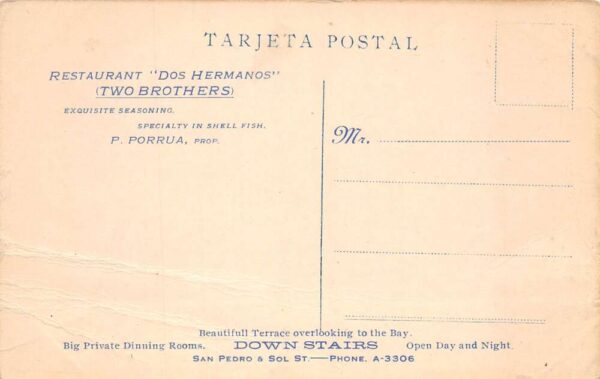 TARJETA POSTAL
RESTAURANT "DOS HERMANOS"
(TWO BROTHERS)
EXQUISITE SEASONING.
SPECIALTY IN SHELL FISH.
P. PORRUA, PROP.
Mr.
Beautifull Terrace overlooking to the Bay.
Big Private Dinning Rooms. DOWN STAIRS Open Day and Night.
SAN PEDRO & SOL ST.—PHONE. A-3306